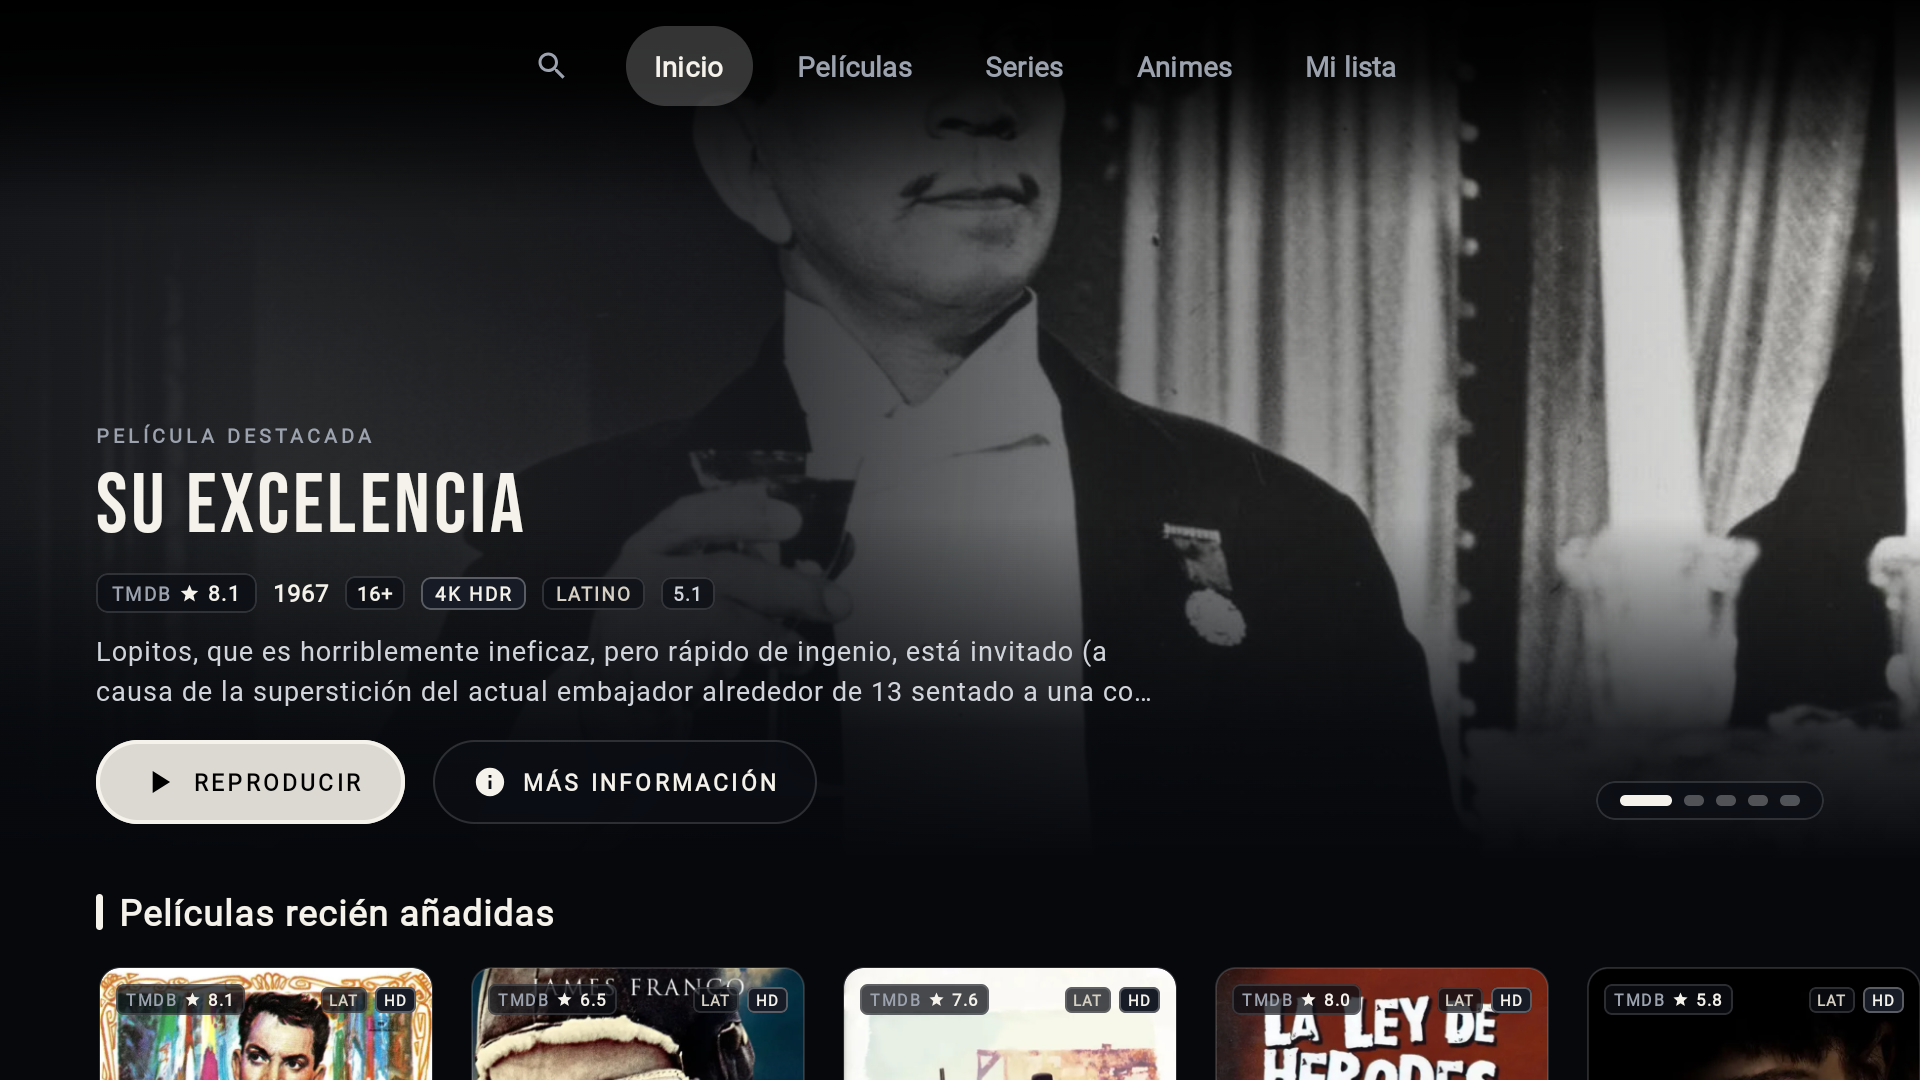 Inicio
Películas
Series
Animes
Mi lista
PELÍCULA DESTACADA
SU EXCELENCIA
TMDB ★ 8.1 1967 16+ 4K HDR LATINO 5.1
Lopitos, que es horriblemente ineficaz, pero rápido de ingenio, está invitado (a
causa de la superstición del actual embajador alrededor de 13 sentado a una co…
REPRODUCIR
MÁS INFORMACIÓN
Películas recién añadidas
TMDB ★ 8.1 LAT HD
JAMES FRANCO
TMDB ★ 6.5 LAT HD
TMDB ★ 7.6 LAT HD
TMDB ★ 8.0 LAT HD
LA LEY DE
HERODES
TMDB ★ 5.8 LAT HD